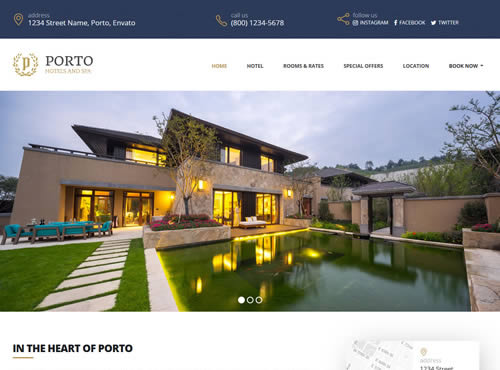 address
1234 Street Name, Porto, Envato
call us
(800) 1234-5678
follow us
INSTAGRAM FACEBOOK TWITTER
P PORTO
HOTELS AND SPA
HOME HOTEL ROOMS & RATES SPECIAL OFFERS LOCATION BOOK NOW
IN THE HEART OF PORTO
address
1234 Street